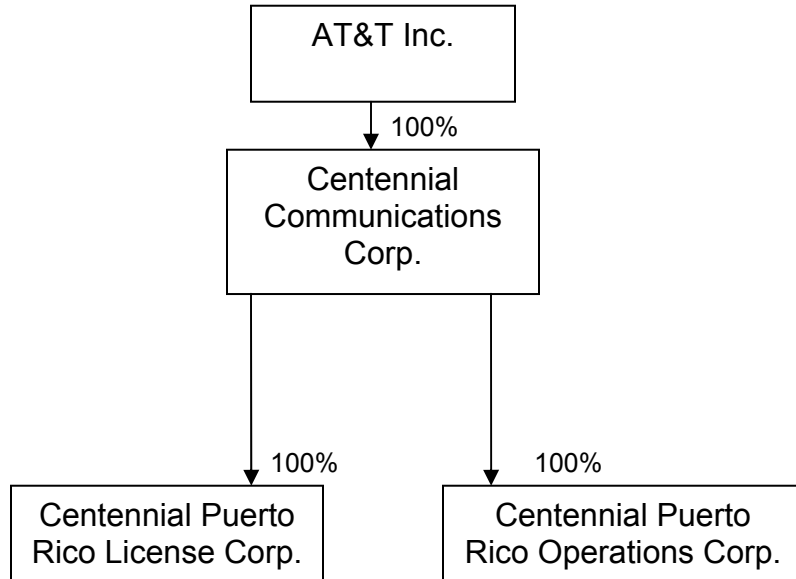 AT&T Inc.
100%
Centennial
Communications
Corp.
100%
100%
Centennial Puerto
Rico License Corp.
Centennial Puerto
Rico Operations Corp.